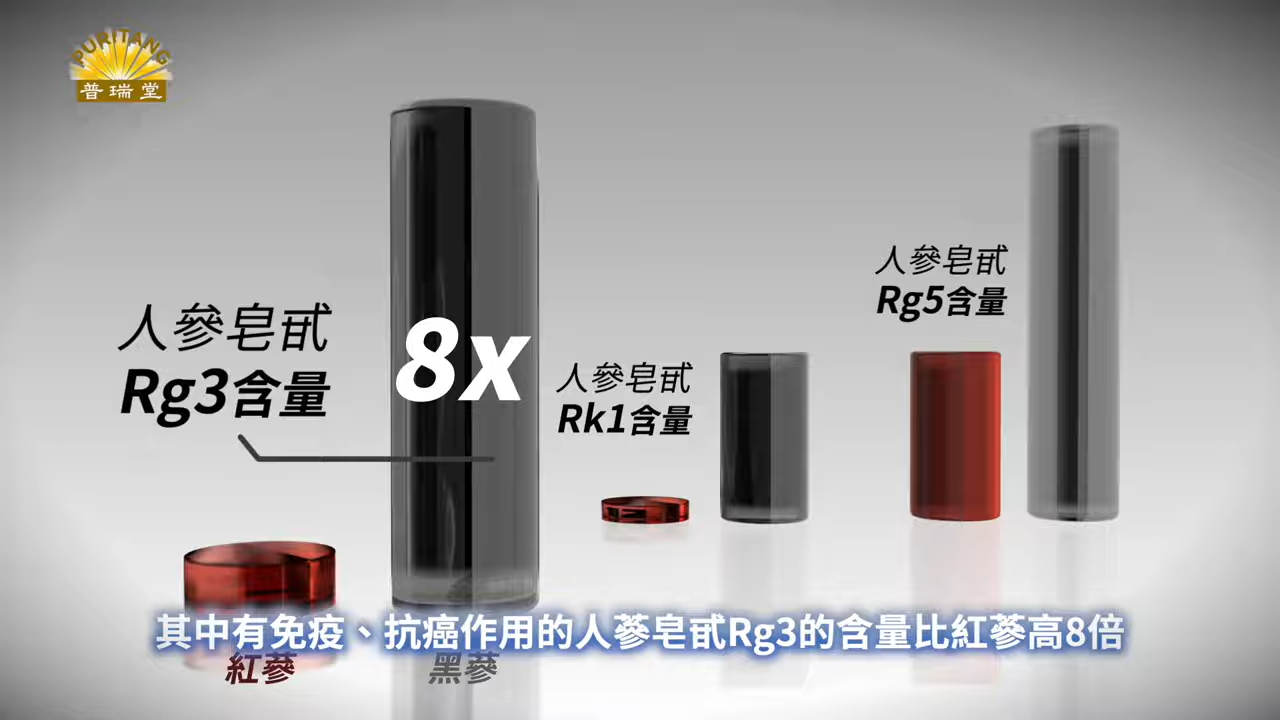 PURITANG
普瑞堂
人參皂甙
Rg3含量
8x
人參皂甙
Rk1含量
人參皂甙
Rg5含量
其中有免疫、抗癌作用的人蔘皂甙Rg3的含量比紅蔘高8倍
紅蔘
黑蔘